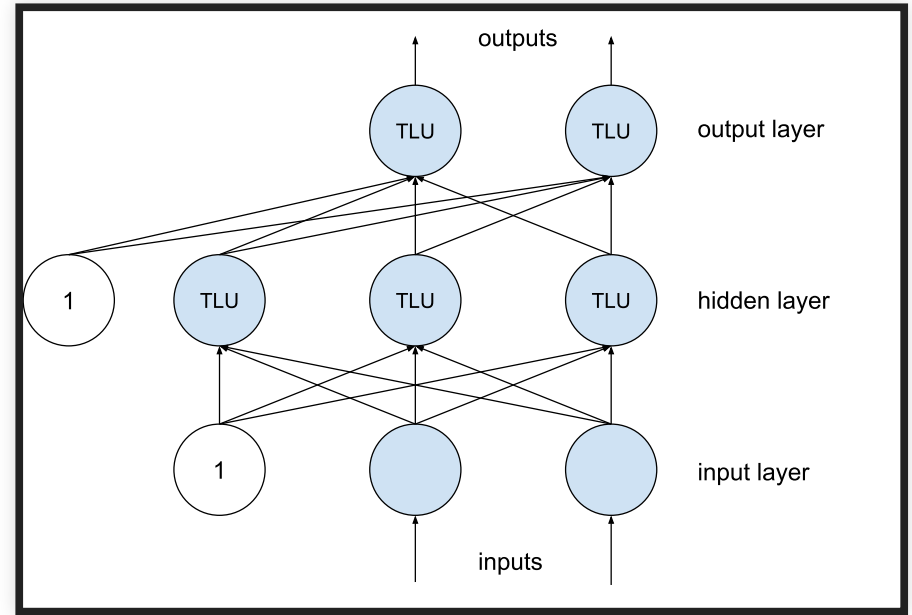 outputs
TLU
TLU
output layer
1
TLU
TLU
TLU
hidden layer
1
input layer
inputs